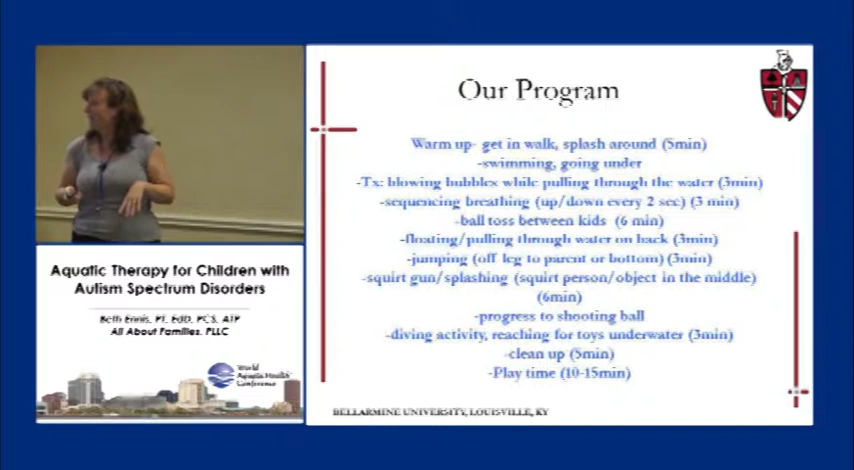 Our Program
Warm up- get in walk, splash around (5min)
-swimming, going under
-Tx: blowing bubbles while pulling through the water (3min)
-sequencing breathing (up/down every 2 sec) (3 min)
-ball toss between kids (6 min)
-floating/pulling through water on back (3min)
-jumping (off leg to parent or bottom) (3min)
-squirt gun/splashing (squirt person/object in the middle)
(6min)
-progress to shooting ball
-diving activity, reaching for toys underwater (3min)
-clean up (5min)
-Play time (10-15min)
BELLARMINE UNIVERSITY, LOUISVILLE, KY
Aquatic Therapy for Children with
Autism Spectrum Disorders
Beth Ennis, PT, EdD, PCS, ATP
All About Families, PLLC
World
Aquatic Health
Conference